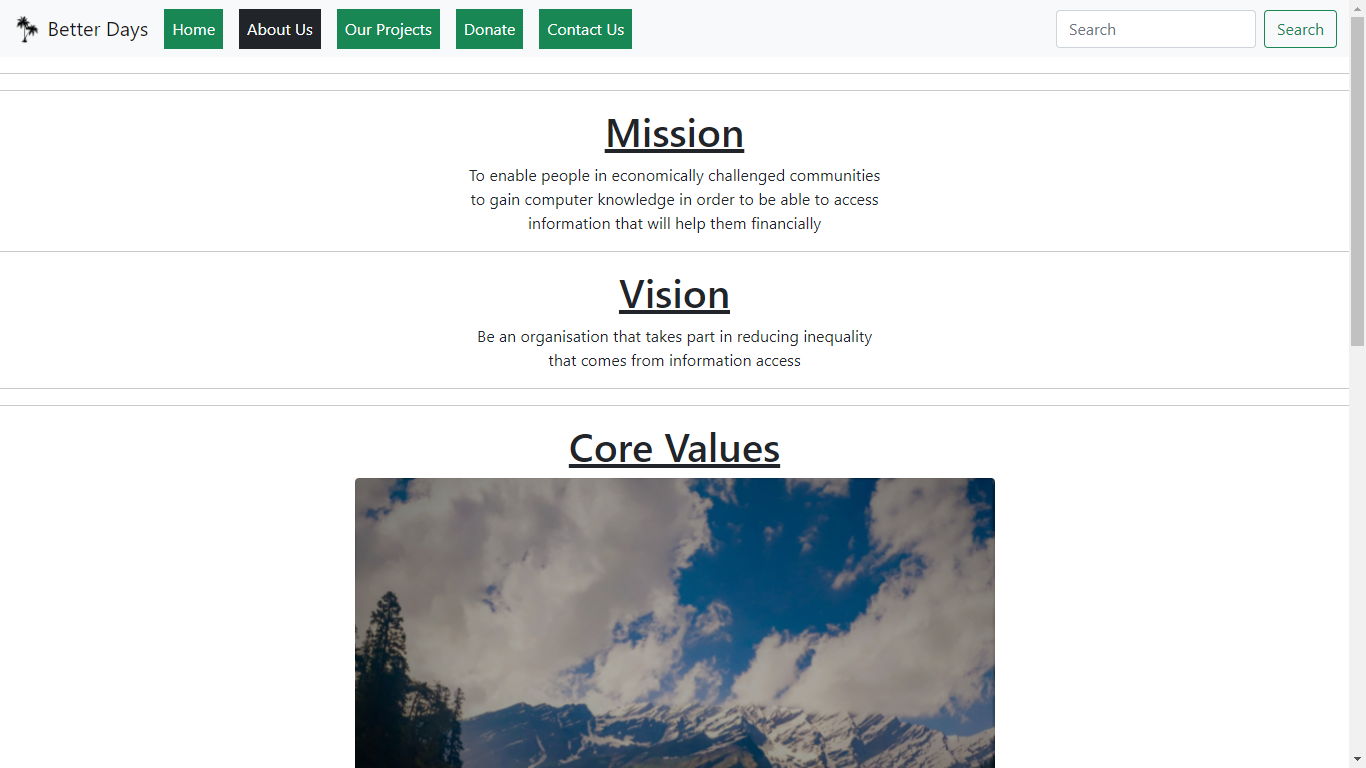 Better Days
Home
About Us
Our Projects
Donate
Contact Us
Search
Search
Mission
To enable people in economically challenged communities
to gain computer knowledge in order to be able to access
information that will help them financially
Vision
Be an organisation that takes part in reducing inequality
that comes from information access
Core Values